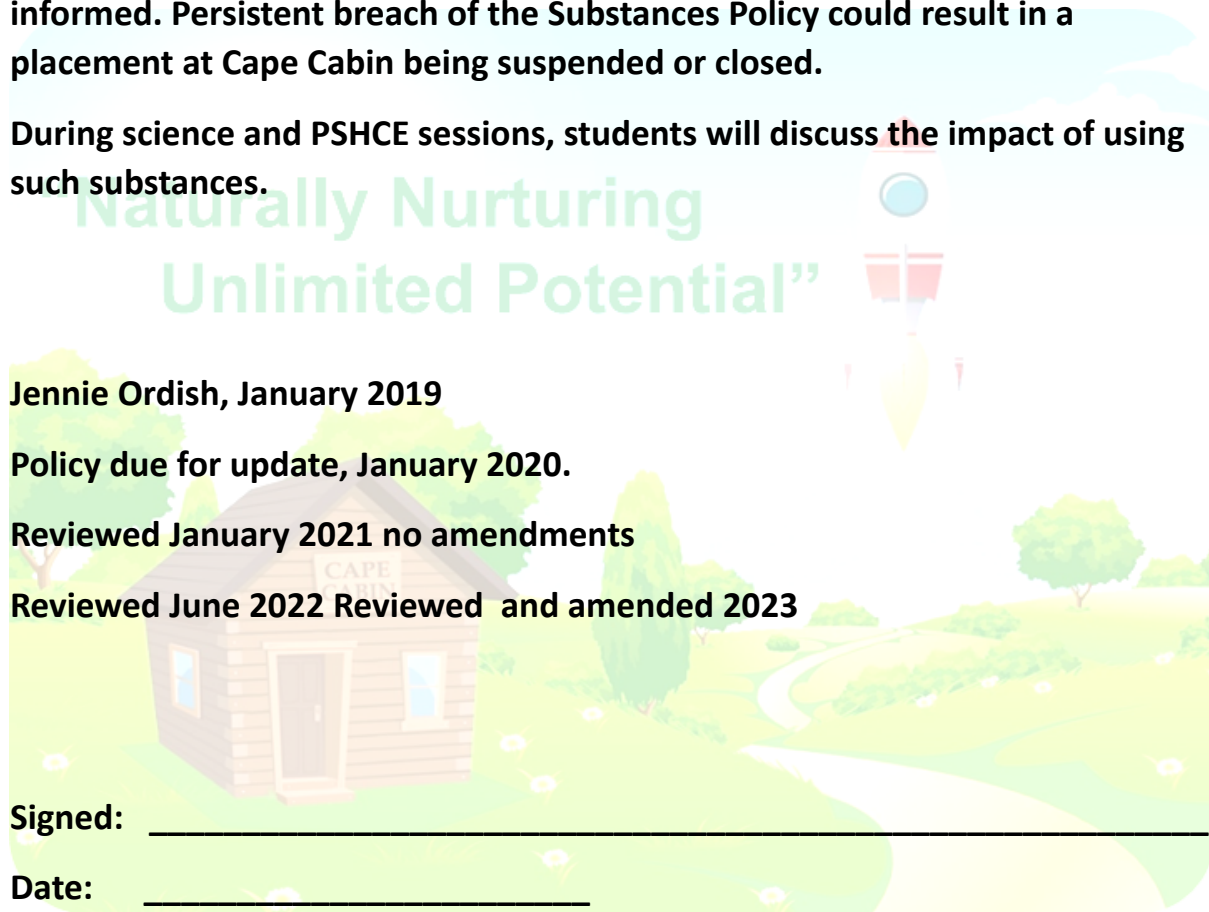 informed. Persistent breach of the Substances Policy could result in a
placement at Cape Cabin being suspended or closed.
During science and PSHCE sessions, students will discuss the impact of using
such substances.
“Naturally Nurturing
Unlimited Potential”
Jennie Ordish, January 2019
Policy due for update, January 2020.
Reviewed January 2021 no amendments
CAPE
CABIN
Reviewed June 2022 Reviewed  and amended 2023
Signed: ____________________________________________________________
Date: _________________________